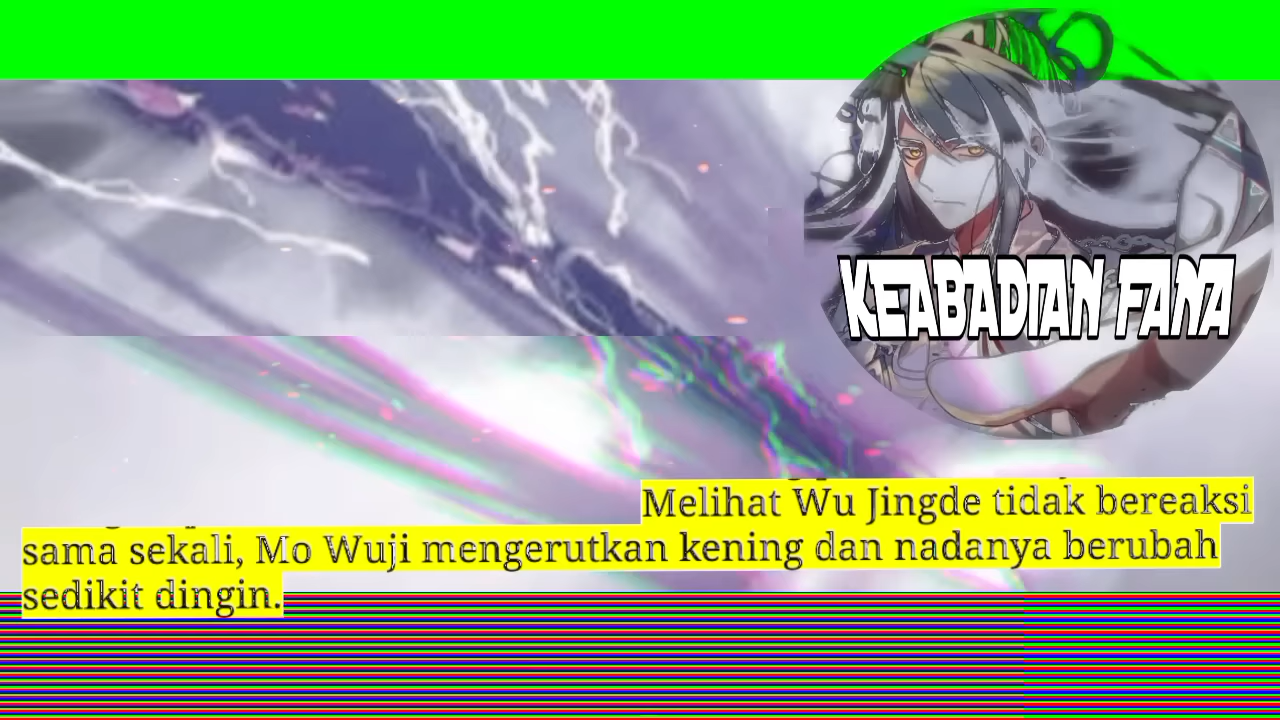 KEABADIAN FANA
Melihat Wu Jingde tidak bereaksi
sama sekali, Mo Wuji mengerutkan kening dan nadanya berubah
sedikit dingin.